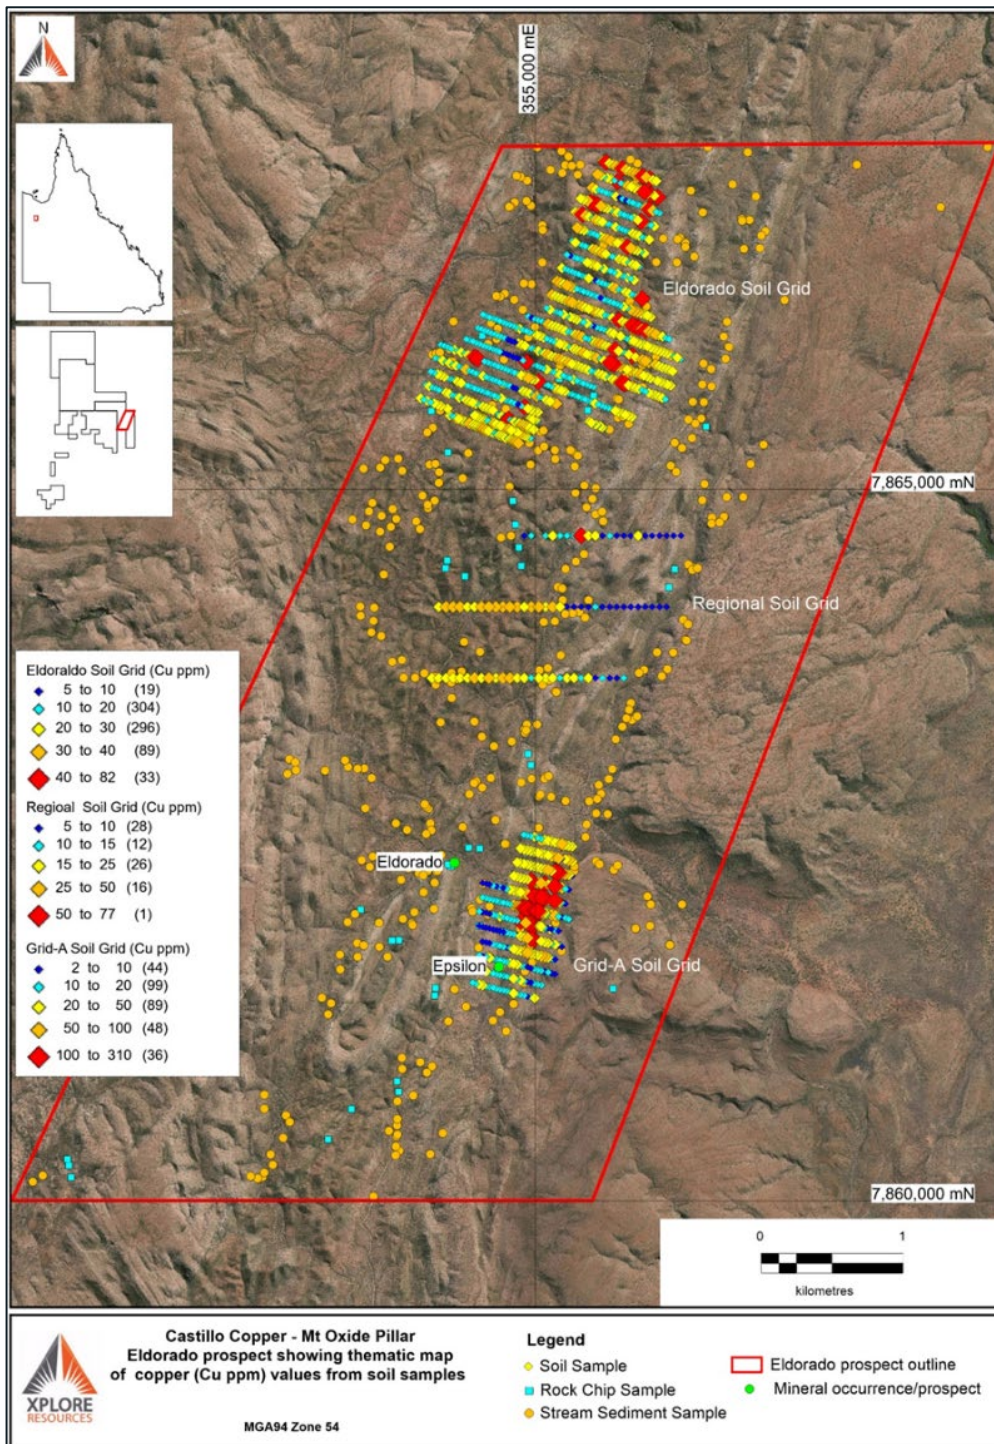 N
355,000 mE
Eldorado Soil Grid
7,865,000 mN
Regional Soil Grid
Eldoraldo Soil Grid (Cu ppm)
5 to 10 (19)
10 to 20 (304)
20 to 30 (296)
30 to 40 (89)
40 to 82 (33)
Regioal Soil Grid (Cu ppm)
5 to 10 (28)
10 to 15 (12)
15 to 25 (26)
25 to 50 (16)
50 to 77 (1)
Grid-A Soil Grid (Cu ppm)
2 to 10 (44)
10 to 20 (99)
20 to 50 (89)
50 to 100 (48)
100 to 310 (36)
Eldorado
Epsilon
Grid-A Soil Grid
7,860,000 mN
0 1
kilometres
XPLORE
RESOURCES
Castillo Copper - Mt Oxide Pillar
Eldorado prospect showing thematic map
of copper (Cu ppm) values from soil samples
MGA94 Zone 54
Legend
Soil Sample
Rock Chip Sample
Stream Sediment Sample
Eldorado prospect outline
Mineral occurrence/prospect